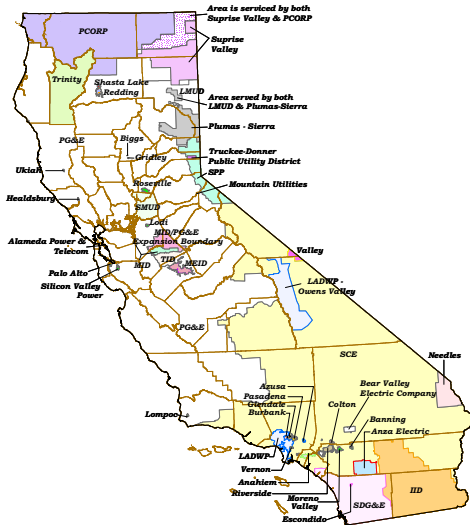 Area is serviced by both
Suprise Valley & PCORP
PCORP
Suprise
Valley
Trinity
Shasta Lake
Redding
LMUD
Area served by both
LMUD & Plumas-Sierra
Plumas - Sierra
PG&E
Biggs
Gridley
Truckee-Donner
Public Utility District
SPP
Ukiah
Roseville
Mountain Utilities
Healdsburg
SMUD
Lodi
MID/PG&E
Expansion Boundary
Alameda Power &
Telecom
Valley
Palo Alto
MID
TID
MEID
Silicon Valley
Power
LADWP -
Owens Valley
PG&E
SCE
Needles
Azusa
Pasadena
Glendale
Burbank
Bear Valley
Electric Company
Colton
Lompoc
Banning
Anza Electric
LADWP
Vernon
Anahiem
Riverside
Moreno
Valley
Escondido
SDG&E
IID